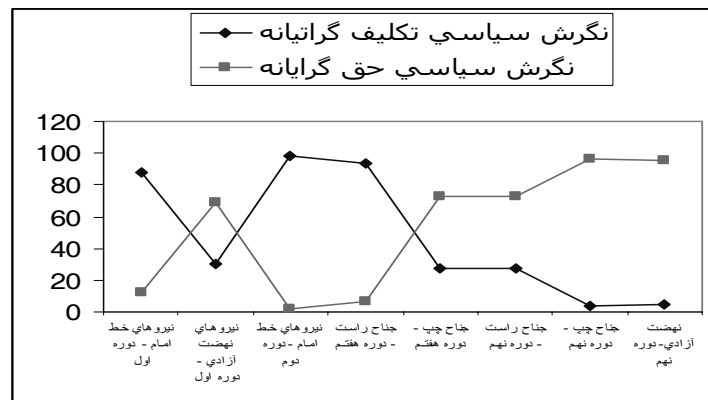 نگرش سياسي تكليف گراتيانه
نگرش سياسي حق گرايانه
120
100
80
60
40
20
0
نيروهاي خط
امام - دوره
اول
نيروهاي
نهضت
آزادي -
دوره اول
نيروهاي خط
امام -دوره
دوم
جناح راست
- دوره هفتم
جناح چپ -
دوره هفتم
جناح راست
- دوره نهم
جناح چپ -
دوره نهم
نهضت
آزادي-دوره
نهم